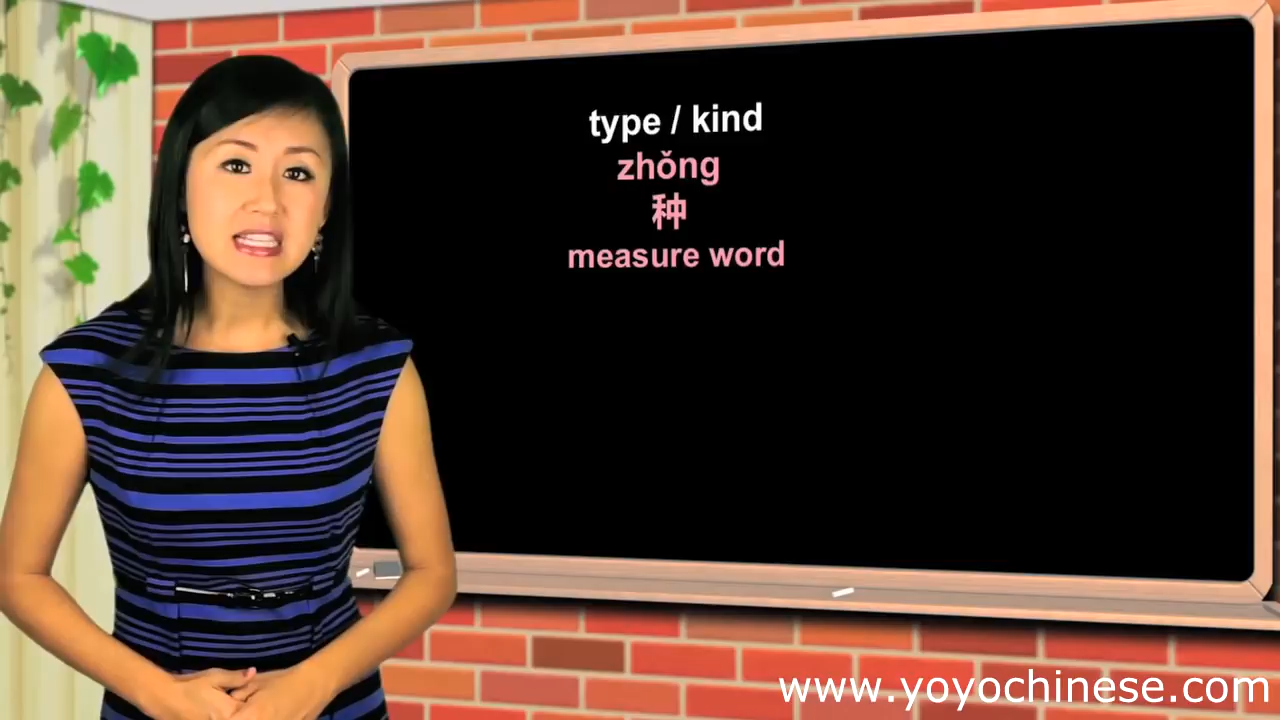 type / kind
zhǒng
种
measure word
www.yoyochinese.com